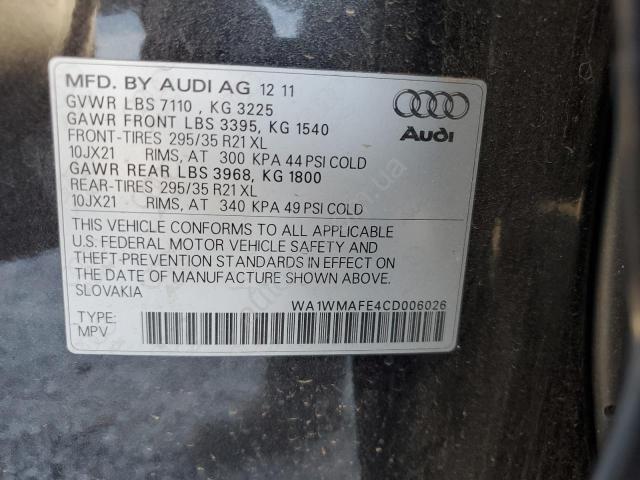 MFD. BY AUDI AG 12 11
GVWR LBS 7110 , KG 3225
GAWR FRONT LBS 3395, KG 1540
FRONT-TIRES 295/35 R21 XL
10JX21 RIMS, AT 300 KPA 44 PSI COLD
GAWR REAR LBS 3968, KG 1800
REAR-TIRES 295/35 R21 XL
10JX21 RIMS, AT 340 KPA 49 PSI COLD
Audi
THIS VEHICLE CONFORMS TO ALL APPLICABLE
U.S. FEDERAL MOTOR VEHICLE SAFETY AND
THEFT-PREVENTION STANDARDS IN EFFECT ON
THE DATE OF MANUFACTURE SHOWN ABOVE.
SLOVAKIA
WA1WMAFE4CD006026
TYPE:
MPV